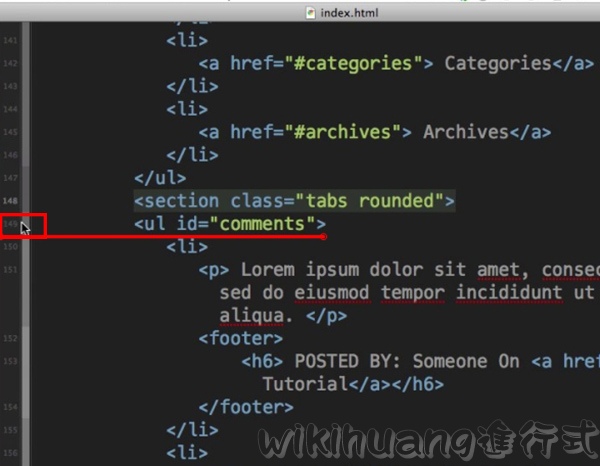 index.html
141 <li>
142 <a href="#categories"> Categories</a>
143 </li>
144 <li>
145 <a href="#archives"> Archives</a>
146 </li>
147 </ul>
148 <section class="tabs rounded">
149 <ul id="comments">
150 <li>
151 <p> Lorem ipsum dolor sit amet, consec
sed do eiusmod tempor incididunt ut
aliqua. </p>
152 <footer>
153 <h6> POSTED BY: Someone On <a href
Tutorial</a></h6>
154 </footer>
155 </li>
156 <li>
wikihuang進行式